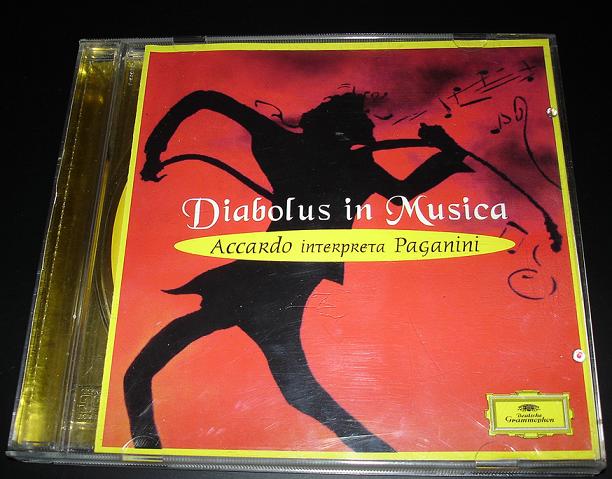 Diabolus in Musica
Accardo interpreta Paganini
Deutsche
Grammophon